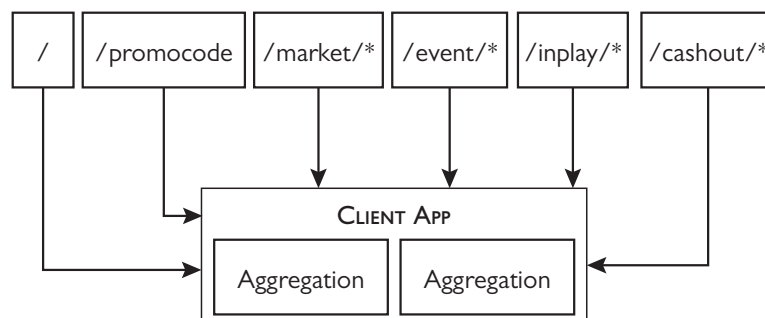 / /promocode /market/* /event/* /inplay/* /cashout/*
CLIENT APP
Aggregation Aggregation